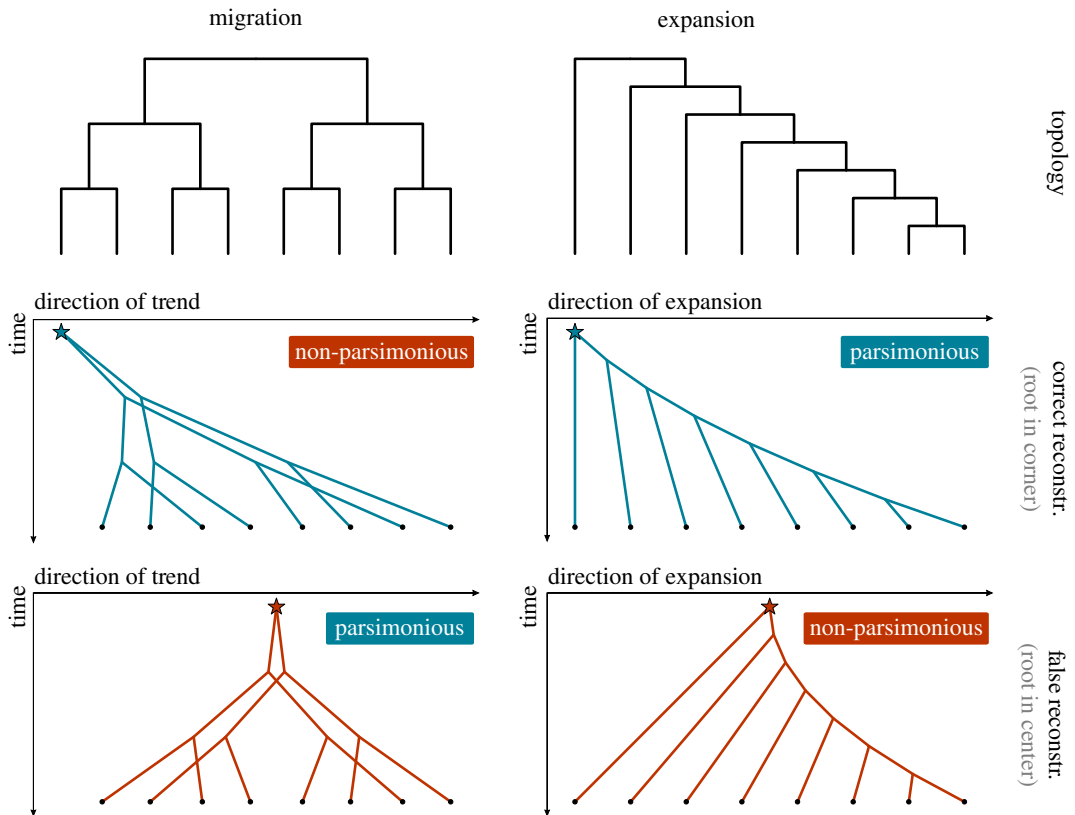 migration
expansion
topology
direction of trend
time
non-parsimonious
direction of expansion
time
parsimonious
correct reconstr.
(root in corner)
direction of trend
time
parsimonious
direction of expansion
time
non-parsimonious
false reconstr.
(root in center)